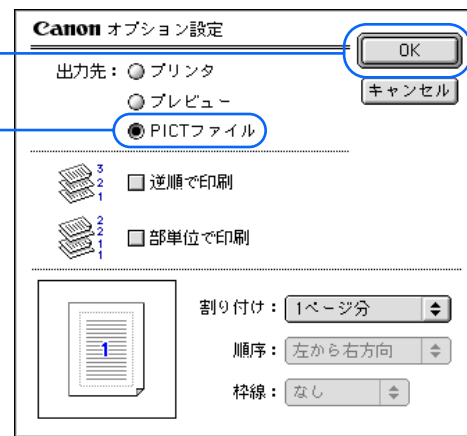 Canon オプション設定
OK
キャンセル
出力先： プリンタ
プレビュー
PICTファイル
3
2
1
逆順で印刷
2
2
1
1
部単位で印刷
1
割り付け： 1ページ分
順序： 左から右方向
枠線： なし